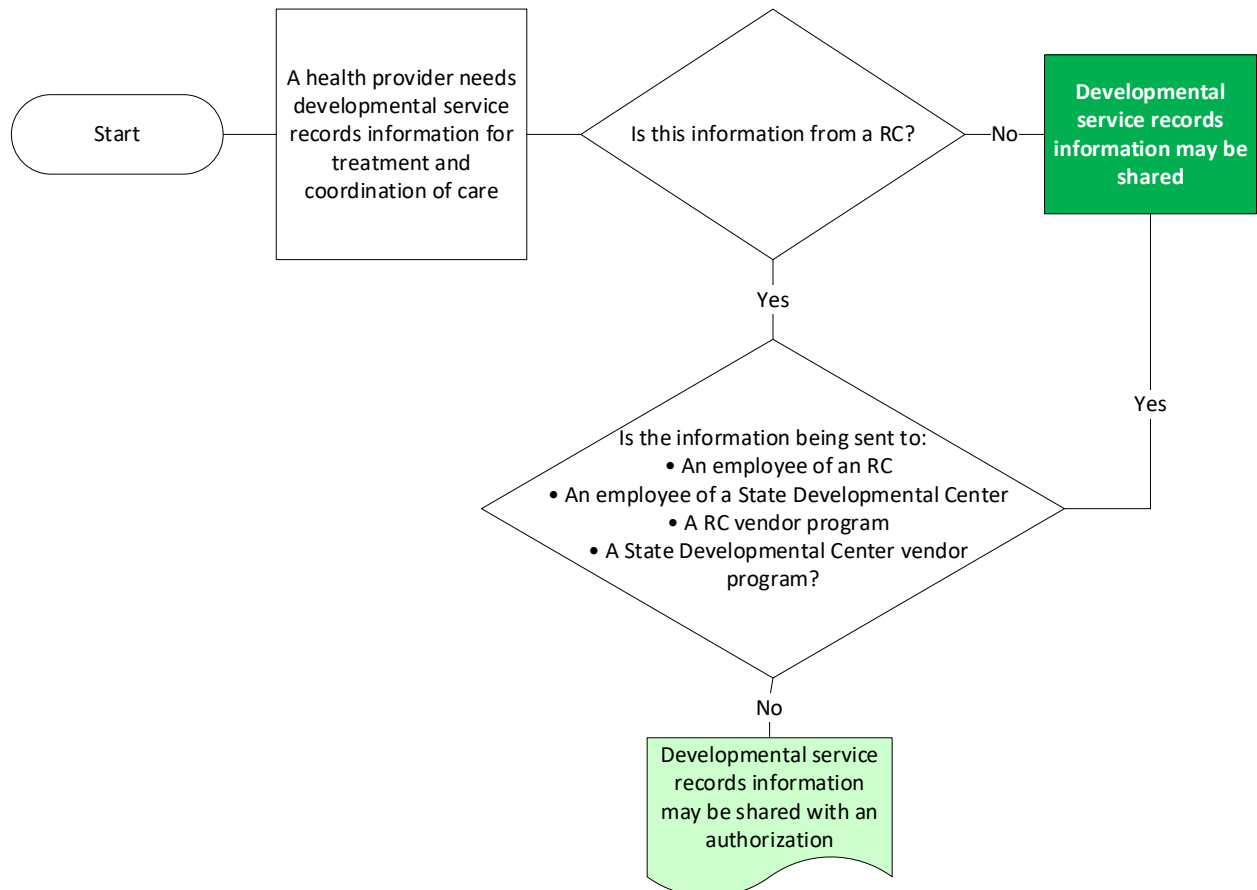 Start
A health provider needs
developmental service
records information for
treatment and
coordination of care
Is this information from a RC?
No
Developmental
service records
information may be
shared
Yes
Is the information being sent to:
• An employee of an RC
• An employee of a State Developmental Center
• A RC vendor program
• A State Developmental Center vendor
program?
Yes
No
Developmental service
records information
may be shared with an
authorization